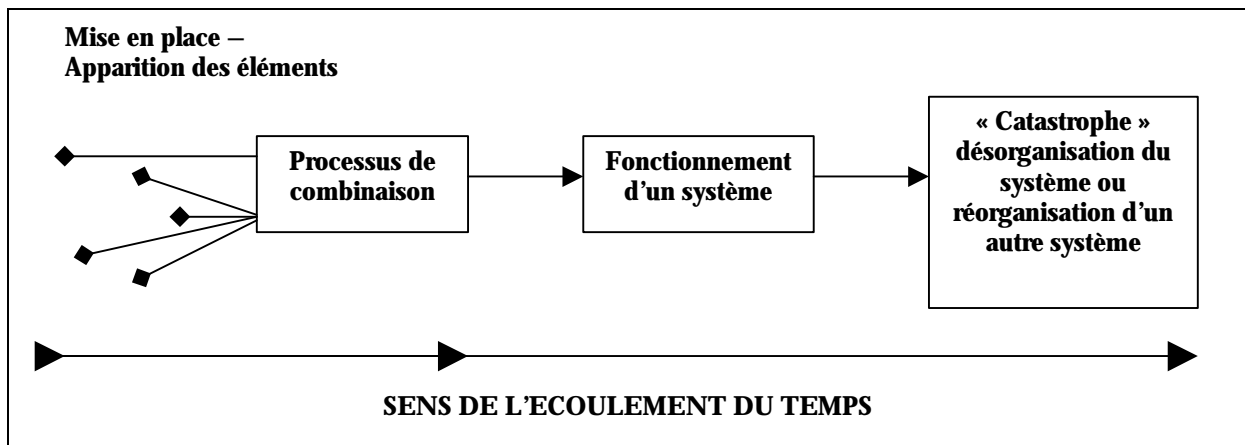 Mise en place –
Apparition des éléments
Processus de
combinaison
Fonctionnement
d’un système
« Catastrophe »
désorganisation du
système ou
réorganisation d’un
autre système
SENS DE L’ECOULEMENT DU TEMPS